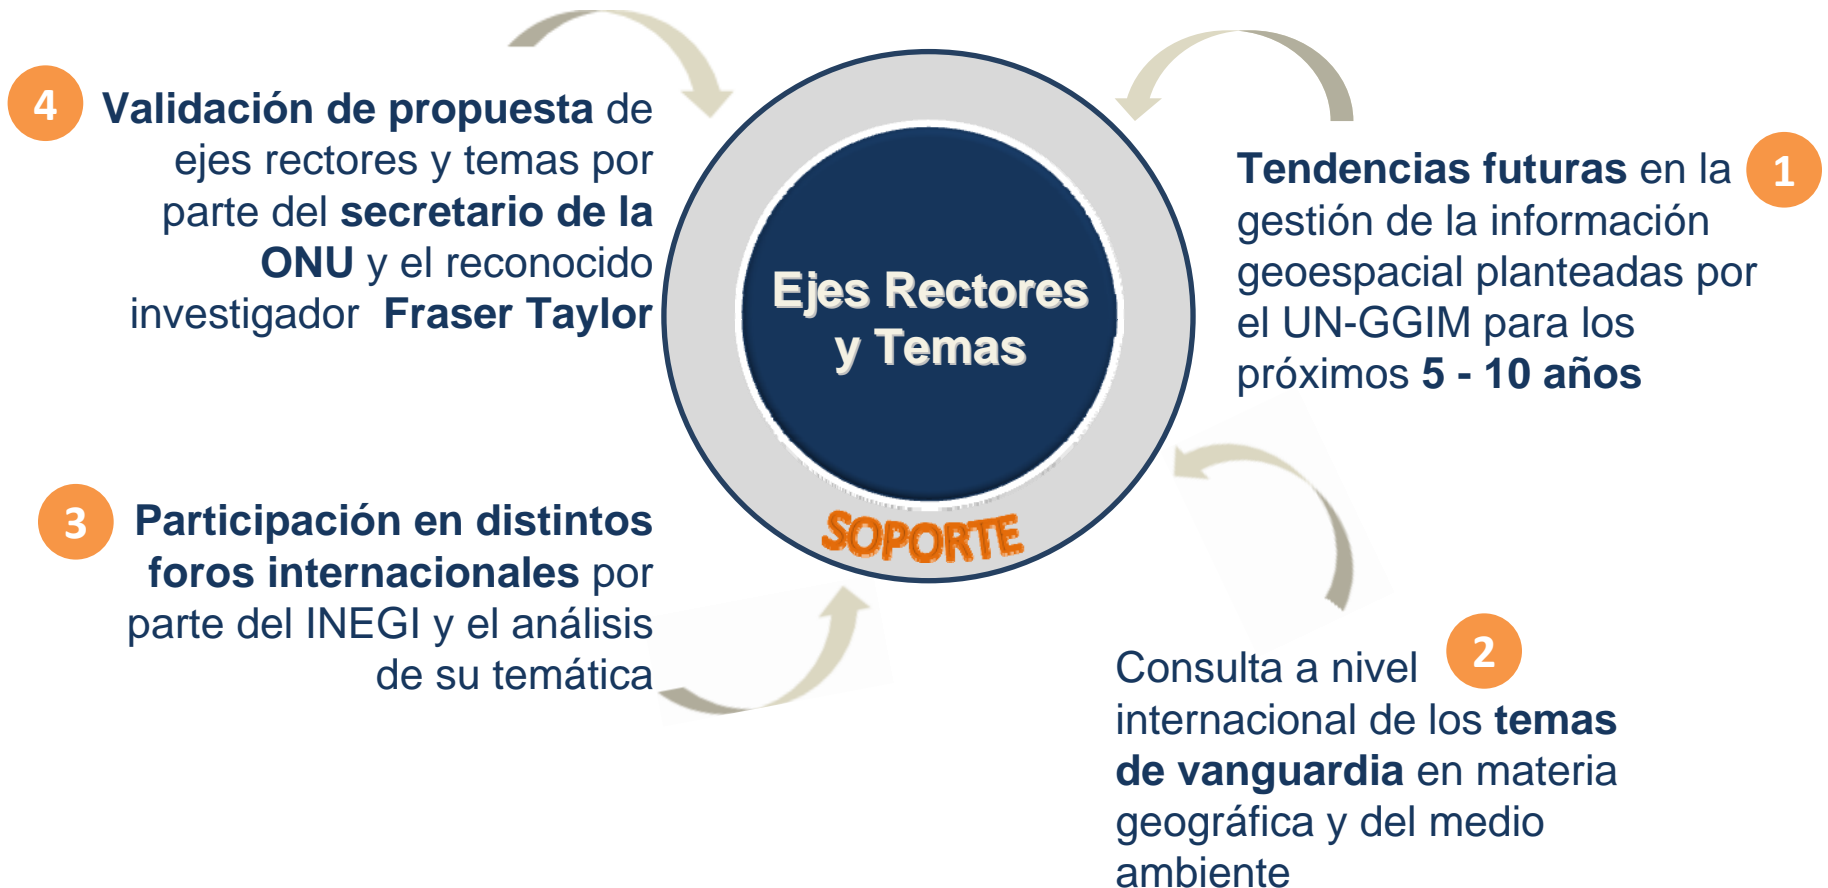 4
Validación de propuesta de
ejes rectores y temas por
parte del secretario de la
ONU y el reconocido
investigador Fraser Taylor
Ejes Rectores
y Temas
SOPORTE
1
Tendencias futuras en la
gestión de la información
geoespacial planteadas por
el UN-GGIM para los
próximos 5 - 10 años
3
Participación en distintos
foros internacionales por
parte del INEGI y el análisis
de su temática
2
Consulta a nivel
internacional de los temas
de vanguardia en materia
geográfica y del medio
ambiente